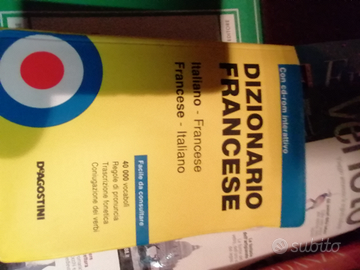 Con cd-rom interattivo
DIZIONARIO
FRANCESE
Italiano - Francese
Francese - Italiano
Facile da consultare
40 000 vocaboli
Regole di pronuncia
Trascrizione fonetica
Coniugazione dei verbi
DeAGOSTINI
subito